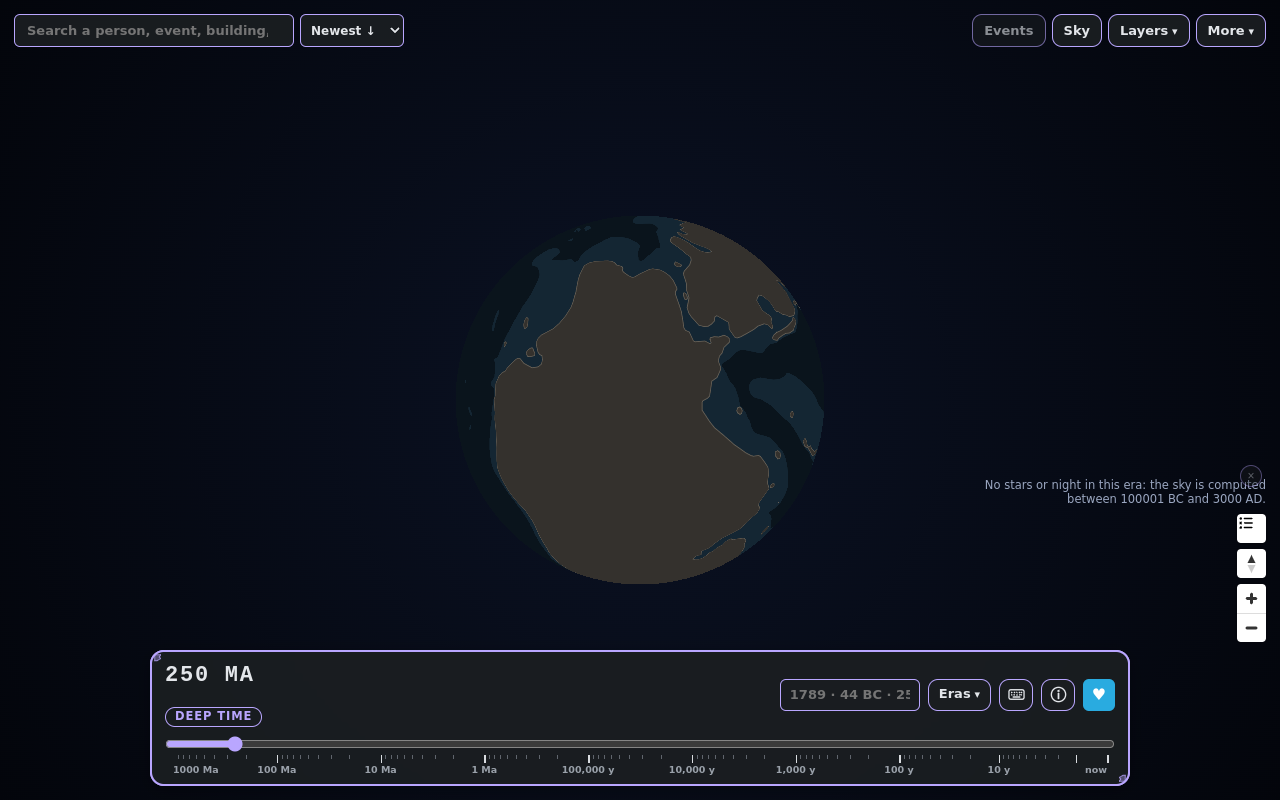 Search a person, event, building,
Newest ↓
Events
Sky
Layers ▾
More ▾
No stars or night in this era: the sky is computed
between 100001 BC and 3000 AD.
250 MA
DEEP TIME
1789 · 44 BC · 25
Eras ▾
1000 Ma
100 Ma
10 Ma
1 Ma
100,000 y
10,000 y
1,000 y
100 y
10 y
now